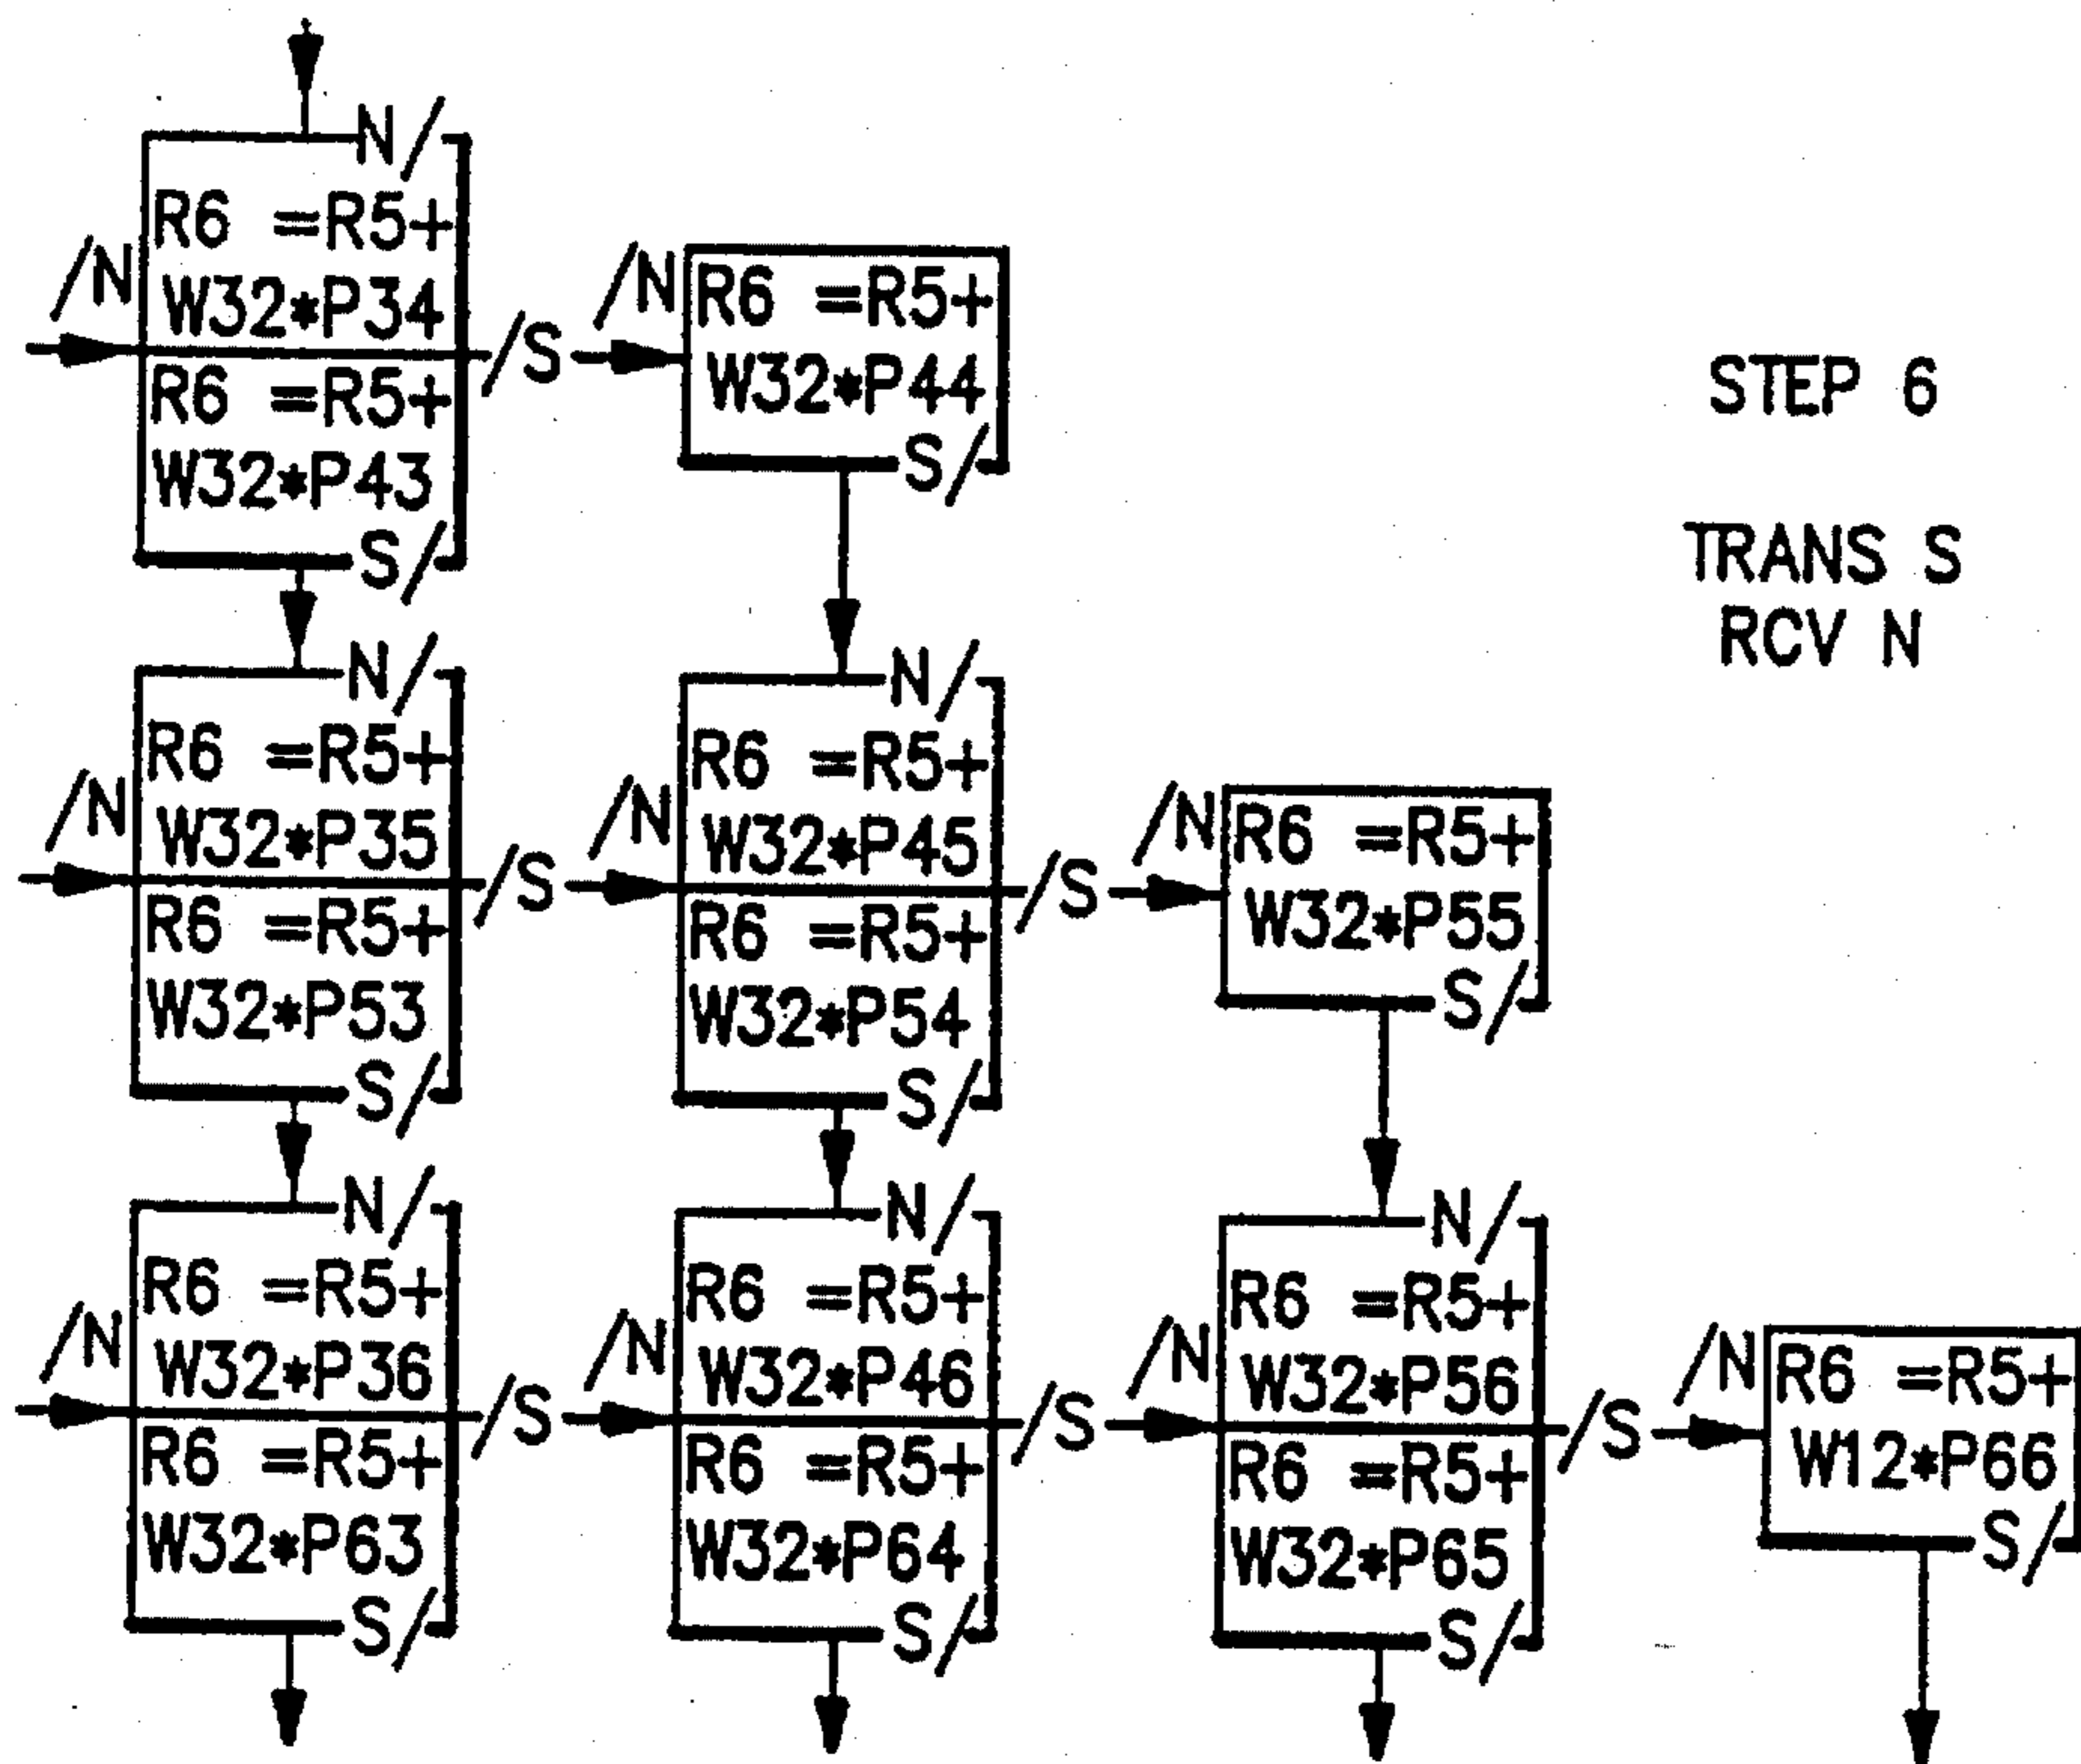 N/
R6 =R5+
/N
W32*P34
/S
R6 =R5+
W32*P43
S/
/N
R6 =R5+
W32*P44
S/
STEP 6
TRANS S
RCV N
N/
R6 =R5+
/N
W32*P35
/S
R6 =R5+
W32*P53
S/
N/
R6 =R5+
/N
W32*P45
/S
R6 =R5+
W32*P54
S/
/N
R6 =R5+
W32*P55
S/
N/
R6 =R5+
/N
W32*P36
/S
R6 =R5+
W32*P63
S/
N/
R6 =R5+
/N
W32*P46
/S
R6 =R5+
W32*P64
S/
N/
R6 =R5+
/N
W32*P56
/S
R6 =R5+
W32*P65
S/
/N
R6 =R5+
W12*P66
S/